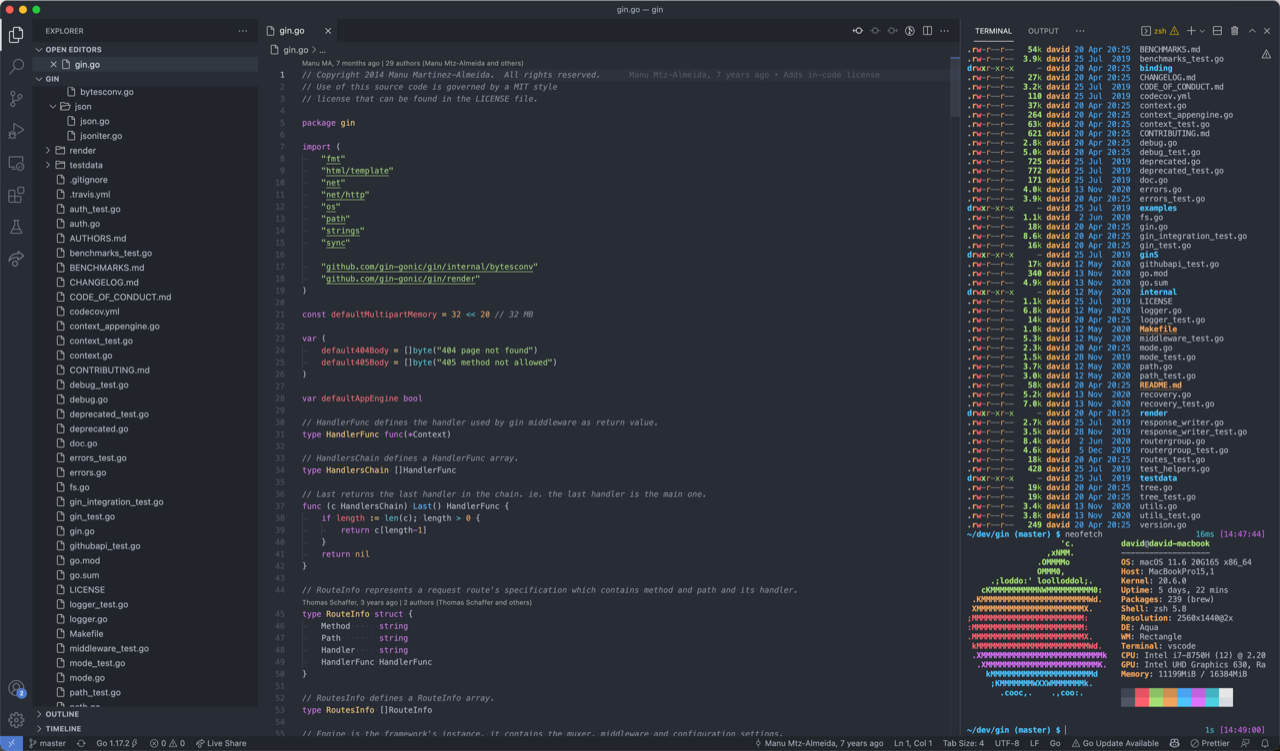 gin.go — gin
EXPLORER
OPEN EDITORS
gin.go
GIN
bytesconv.go
json
json.go
jsoniter.go
render
testdata
.gitignore
.travis.yml
auth_test.go
auth.go
AUTHORS.md
benchmarks_test.go
BENCHMARKS.md
CHANGELOG.md
CODE_OF_CONDUCT.md
codecov.yml
context_appengine.go
context_test.go
context.go
CONTRIBUTING.md
debug_test.go
debug.go
deprecated_test.go
deprecated.go
doc.go
errors_test.go
errors.go
fs.go
gin_integration_test.go
gin_test.go
gin.go
githubapi_test.go
go.mod
go.sum
LICENSE
logger_test.go
logger.go
Makefile
middleware_test.go
mode_test.go
mode.go
path_test.go
OUTLINE
TIMELINE
gin.go
gin.go > ...
Manu MA, 7 months ago | 29 authors (Manu Mtz-Almeida and others)
1 // Copyright 2014 Manu Martinez-Almeida.  All rights reserved. Manu Mtz-Almeida, 7 years ago • Adds in-code license
2 // Use of this source code is governed by a MIT style
3 // license that can be found in the LICENSE file.
4
5 package gin
6
7 import (
8 "fmt"
9 "html/template"
10 "net"
11 "net/http"
12 "os"
13 "path"
14 "strings"
15 "sync"
16
17 "github.com/gin-gonic/gin/internal/bytesconv"
18 "github.com/gin-gonic/gin/render"
19 )
20
21 const defaultMultipartMemory = 32 << 20 // 32 MB
22
23 var (
24 default404Body = []byte("404 page not found")
25 default405Body = []byte("405 method not allowed")
26 )
27
28 var defaultAppEngine bool
29
30 // HandlerFunc defines the handler used by gin middleware as return value.
31 type HandlerFunc func(*Context)
32
33 // HandlersChain defines a HandlerFunc array.
34 type HandlersChain []HandlerFunc
35
36 // Last returns the last handler in the chain. ie. the last handler is the main one.
37 func (c HandlersChain) Last() HandlerFunc {
38 if length := len(c); length > 0 {
39 return c[length-1]
40 }
41 return nil
42 }
43
44 // RouteInfo represents a request route's specification which contains method and path and its handler.
Thomas Schaffer, 3 years ago | 2 authors (Thomas Schaffer and others)
45 type RouteInfo struct {
46 Method string
47 Path string
48 Handler string
49 HandlerFunc HandlerFunc
50 }
51
52 // RoutesInfo defines a RouteInfo array.
53 type RoutesInfo []RouteInfo
54
// Engine is the framework's instance, it contains the muxer, middleware and configuration settings.
TERMINAL OUTPUT zsh
.rw-r--r-- 54k david 20 Apr 20:25 BENCHMARKS.md
.rw-r--r-- 3.9k david 25 Jul 2019 benchmarks_test.go
drwxr-xr-x - david 20 Apr 20:25 binding
.rw-r--r-- 27k david 20 Apr 20:25 CHANGELOG.md
.rw-r--r-- 3.2k david 25 Jul 2019 CODE_OF_CONDUCT.md
.rw-r--r-- 110 david 25 Jul 2019 codecov.yml
.rw-r--r-- 37k david 20 Apr 20:25 context.go
.rw-r--r-- 264 david 20 Apr 20:25 context_appengine.go
.rw-r--r-- 63k david 20 Apr 20:25 context_test.go
.rw-r--r-- 621 david 20 Apr 20:25 CONTRIBUTING.md
.rw-r--r-- 2.8k david 20 Apr 20:25 debug.go
.rw-r--r-- 5.0k david 20 Apr 20:25 debug_test.go
.rw-r--r-- 725 david 25 Jul 2019 deprecated.go
.rw-r--r-- 772 david 25 Jul 2019 deprecated_test.go
.rw-r--r-- 171 david 25 Jul 2019 doc.go
.rw-r--r-- 4.0k david 13 Nov 2020 errors.go
.rw-r--r-- 3.9k david 20 Apr 20:25 errors_test.go
drwxr-xr-x - david 25 Jul 2019 examples
.rw-r--r-- 1.1k david 2 Jun 2020 fs.go
.rw-r--r-- 18k david 20 Apr 20:25 gin.go
.rw-r--r-- 8.6k david 20 Apr 20:25 gin_integration_test.go
.rw-r--r-- 16k david 20 Apr 20:25 gin_test.go
drwxr-xr-x - david 25 Jul 2019 ginS
.rw-r--r-- 17k david 12 May 2020 githubapi_test.go
.rw-r--r-- 340 david 13 Nov 2020 go.mod
.rw-r--r-- 4.9k david 13 Nov 2020 go.sum
drwxr-xr-x - david 12 May 2020 internal
.rw-r--r-- 1.1k david 25 Jul 2019 LICENSE
.rw-r--r-- 6.8k david 12 May 2020 logger.go
.rw-r--r-- 14k david 20 Apr 20:25 logger_test.go
.rw-r--r-- 1.8k david 12 May 2020 Makefile
.rw-r--r-- 5.3k david 12 May 2020 middleware_test.go
.rw-r--r-- 2.3k david 20 Apr 20:25 mode.go
.rw-r--r-- 1.5k david 28 Nov 2019 mode_test.go
.rw-r--r-- 3.7k david 12 May 2020 path.go
.rw-r--r-- 3.0k david 12 May 2020 path_test.go
.rw-r--r-- 58k david 20 Apr 20:25 README.md
.rw-r--r-- 5.2k david 13 Nov 2020 recovery.go
.rw-r--r-- 7.0k david 13 Nov 2020 recovery_test.go
drwxr-xr-x - david 20 Apr 20:25 render
.rw-r--r-- 2.7k david 25 Jul 2019 response_writer.go
.rw-r--r-- 3.5k david 28 Nov 2019 response_writer_test.go
.rw-r--r-- 8.4k david 2 Jun 2020 routergroup.go
.rw-r--r-- 4.6k david 5 Dec 2019 routergroup_test.go
.rw-r--r-- 18k david 20 Apr 20:25 routes_test.go
.rw-r--r-- 428 david 25 Jul 2019 test_helpers.go
drwxr-xr-x - david 25 Jul 2019 testdata
.rw-r--r-- 19k david 20 Apr 20:25 tree.go
.rw-r--r-- 19k david 20 Apr 20:25 tree_test.go
.rw-r--r-- 3.4k david 13 Nov 2020 utils.go
.rw-r--r-- 3.8k david 13 Nov 2020 utils_test.go
.rw-r--r-- 249 david 20 Apr 20:25 version.go
~/dev/gin (master) $ neofetch 16ms [14:47:44]
david@david-macbook
OS: macOS 11.6 20G165 x86_64
Host: MacBookPro15,1
Kernel: 20.6.0
Uptime: 5 days, 22 mins
Packages: 239 (brew)
Shell: zsh 5.8
Resolution: 2560x1440@2x
DE: Aqua
WM: Rectangle
Terminal: vscode
CPU: Intel i7-8750H (12) @ 2.20
GPU: Intel UHD Graphics 630, Ra
Memory: 11199MiB / 16384MiB
~/dev/gin (master) $ 1s [14:49:00]
2
master Go 1.17.2 0 0 Live Share Manu Mtz-Almeida, 7 years ago Ln 1, Col 1 Tab Size: 4 UTF-8 LF Go Go Update Available Prettier